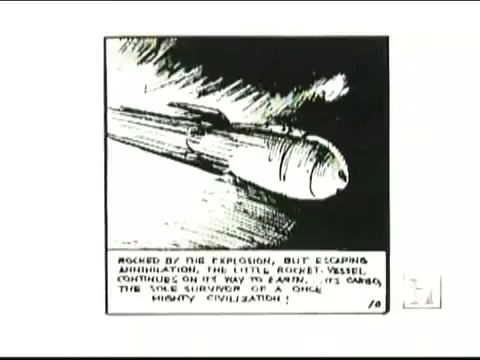 ROCKED BY THE EXPLOSION, BUT ESCAPING
ANNIHILATION, THE LITTLE ROCKET-VESSEL
CONTINUES ON ITS WAY TO EARTH... ITS CARGO,
THE SOLE SURVIVOR OF A ONCE
MIGHTY CIVILIZATION!
10
H